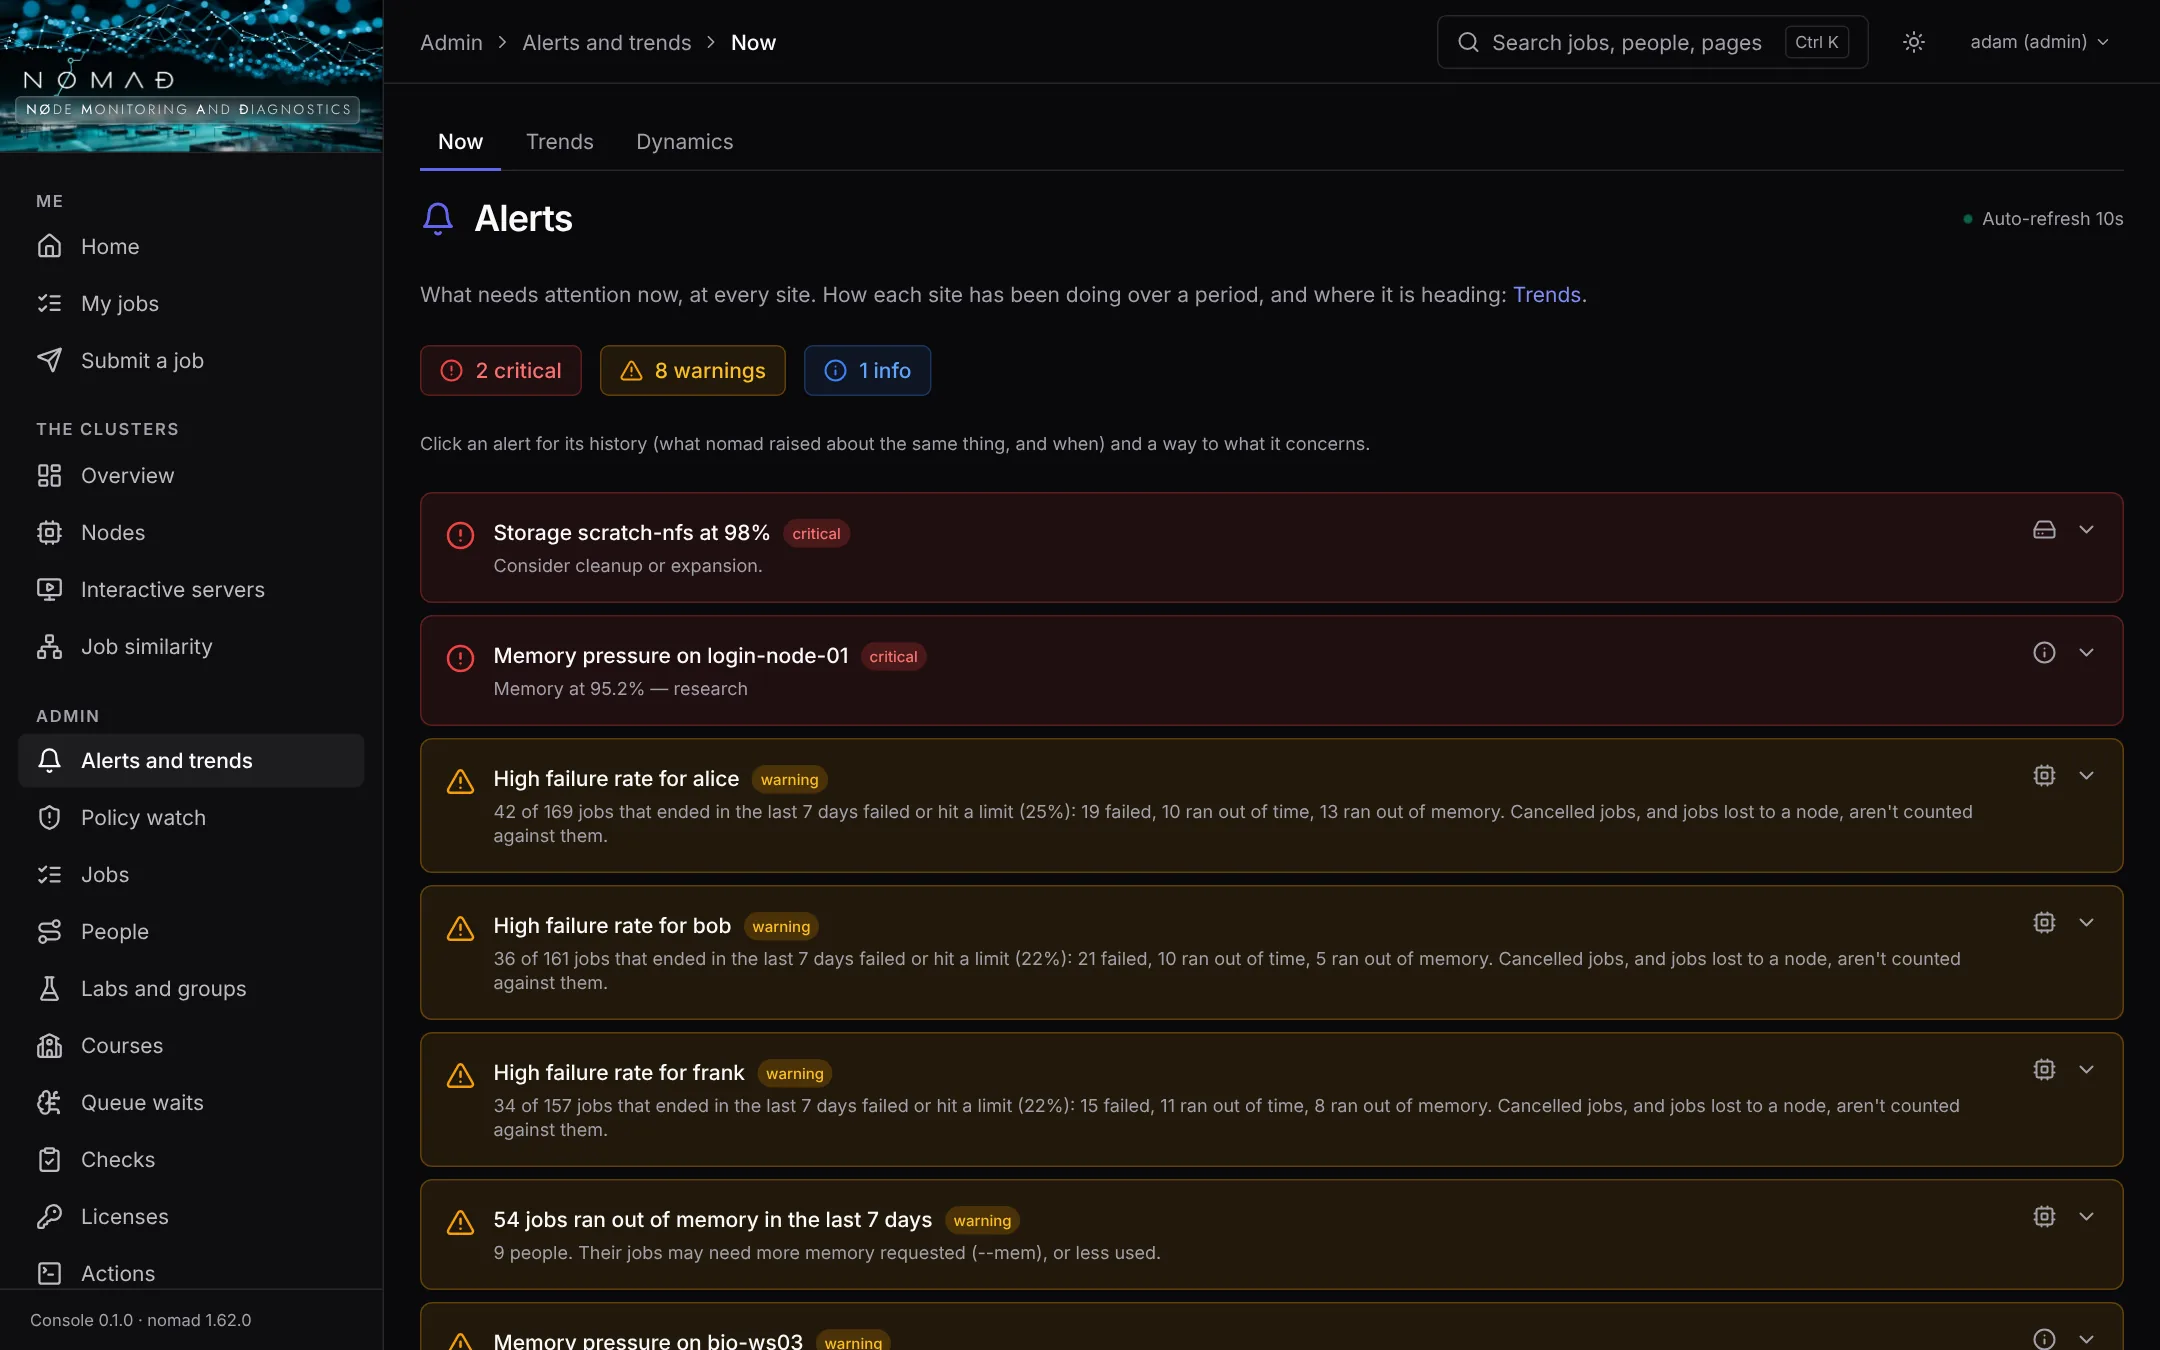 NØMAÐ
NØDE MONITORING AND ÐIAGNOSTICS
Admin > Alerts and trends > Now
Search jobs, people, pages Ctrl K
adam (admin)
ME
Home
My jobs
Submit a job
THE CLUSTERS
Overview
Nodes
Interactive servers
Job similarity
ADMIN
Alerts and trends
Policy watch
Jobs
People
Labs and groups
Courses
Queue waits
Checks
Licenses
Actions
Console 0.1.0 · nomad 1.62.0
Now Trends Dynamics
Alerts
Auto-refresh 10s
What needs attention now, at every site. How each site has been doing over a period, and where it is heading: Trends.
2 critical 8 warnings 1 info
Click an alert for its history (what nomad raised about the same thing, and when) and a way to what it concerns.
Storage scratch-nfs at 98% critical
Consider cleanup or expansion.
Memory pressure on login-node-01 critical
Memory at 95.2% — research
High failure rate for alice warning
42 of 169 jobs that ended in the last 7 days failed or hit a limit (25%): 19 failed, 10 ran out of time, 13 ran out of memory. Cancelled jobs, and jobs lost to a node, aren't counted
against them.
High failure rate for bob warning
36 of 161 jobs that ended in the last 7 days failed or hit a limit (22%): 21 failed, 10 ran out of time, 5 ran out of memory. Cancelled jobs, and jobs lost to a node, aren't counted
against them.
High failure rate for frank warning
34 of 157 jobs that ended in the last 7 days failed or hit a limit (22%): 15 failed, 11 ran out of time, 8 ran out of memory. Cancelled jobs, and jobs lost to a node, aren't counted
against them.
54 jobs ran out of memory in the last 7 days warning
9 people. Their jobs may need more memory requested (--mem), or less used.
Memory pressure on bio-ws03 warning